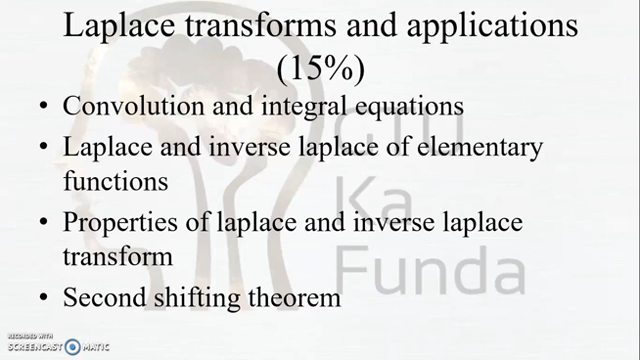 Laplace transforms and applications
(15%)
• Convolution and integral equations
• Laplace and inverse laplace of elementary
functions
• Properties of laplace and inverse laplace
transform
• Second shifting theorem
GTU
Ka
Funda
RECORDED WITH
SCREENCAST MATIC